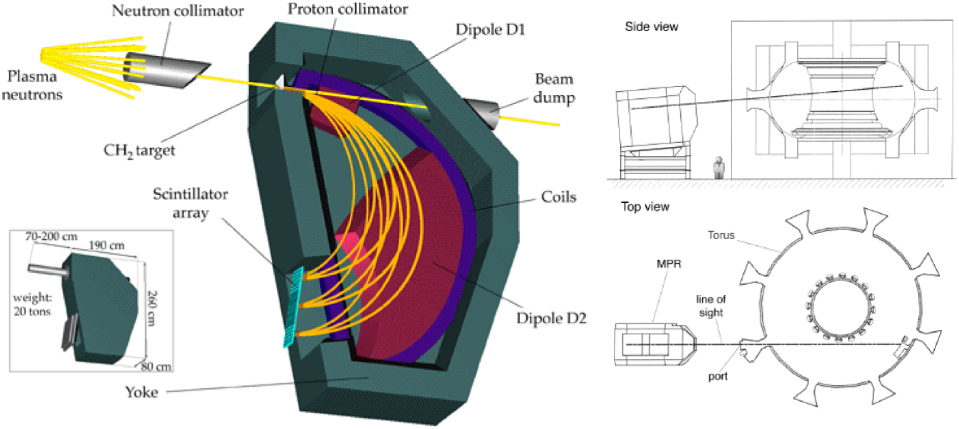 Neutron collimator
Proton collimator
Dipole D1
Plasma
neutrons
Beam
dump
CH2 target
Scintillator
array
Coils
70-200 cm
190 cm
weight:
20 tons
260 cm
80 cm
Dipole D2
Yoke
Side view
Top view
Torus
MPR
line of
sight
port